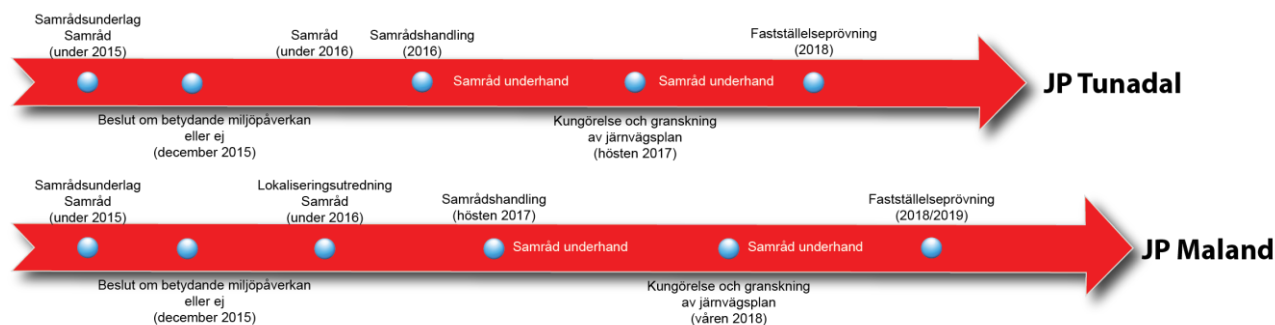 Samrådsunderlag
Samråd
(under 2015)
Samråd
(under 2016)
Samrådshandling
(2016)
Fastställelseprövning
(2018)
Samråd underhand
Samråd underhand
JP Tunadal
Beslut om betydande miljöpåverkan
eller ej
(december 2015)
Kungörelse och granskning
av järnvägsplan
(hösten 2017)
Samrådsunderlag
Samråd
(under 2015)
Lokaliseringsutredning
Samråd
(under 2016)
Samrådshandling
(hösten 2017)
Fastställelseprövning
(2018/2019)
Samråd underhand
Samråd underhand
JP Maland
Beslut om betydande miljöpåverkan
eller ej
(december 2015)
Kungörelse och granskning
av järnvägsplan
(våren 2018)